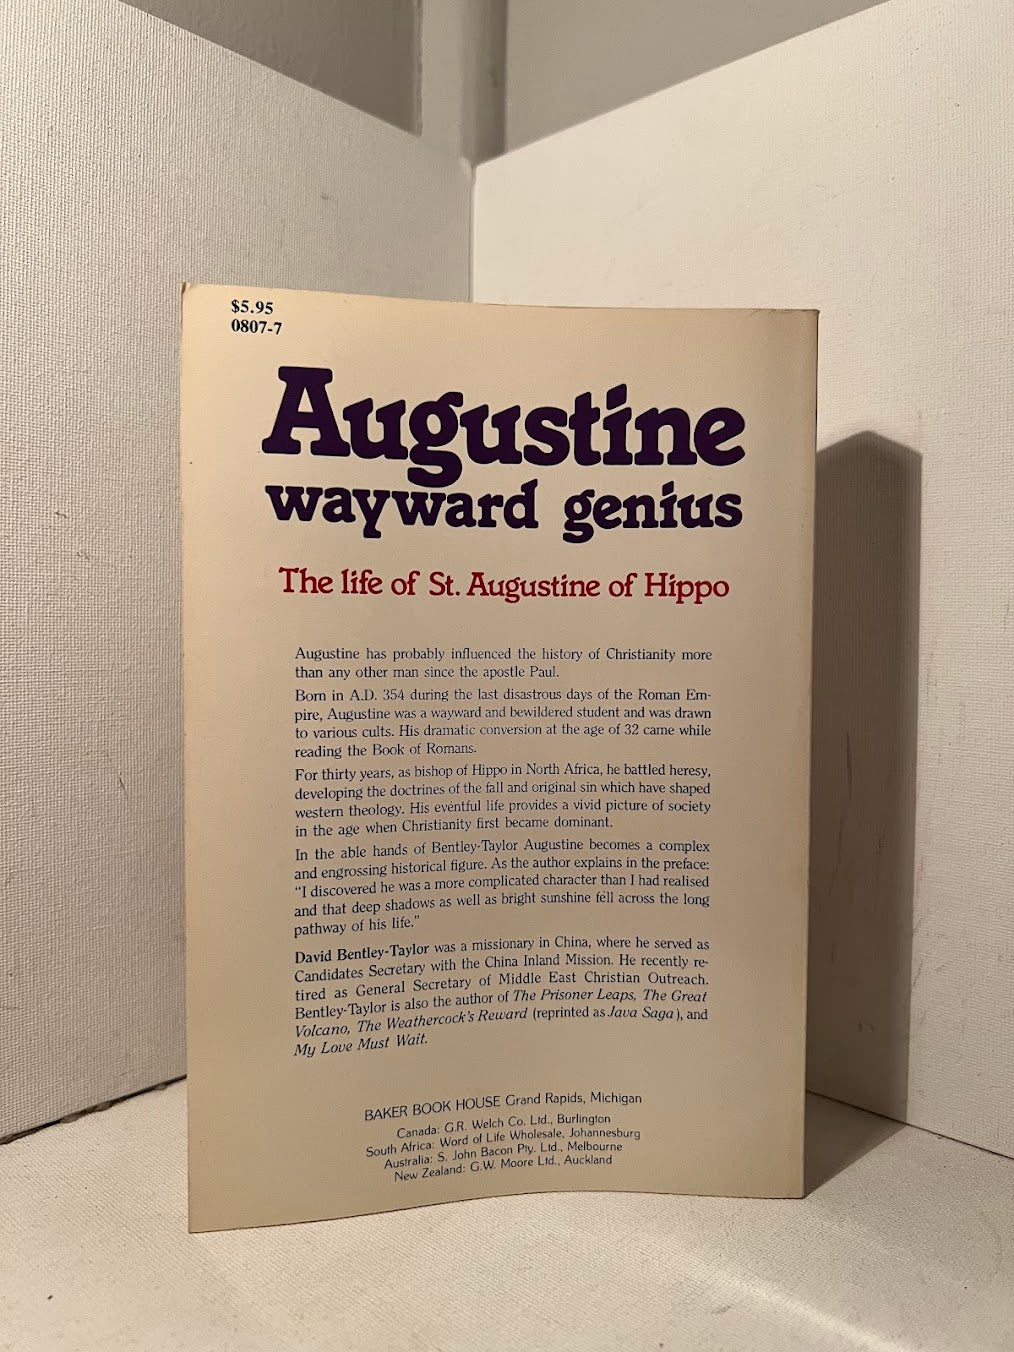 $5.95
0807-7
Augustine
wayward genius
The life of St. Augustine of Hippo
Augustine has probably influenced the history of Christianity more
than any other man since the apostle Paul.
Born in A.D. 354 during the last disastrous days of the Roman Em-
pire, Augustine was a wayward and bewildered student and was drawn
to various cults. His dramatic conversion at the age of 32 came while
reading the Book of Romans.
For thirty years, as bishop of Hippo in North Africa, he battled heresy,
developing the doctrines of the fall and original sin which have shaped
western theology. His eventful life provides a vivid picture of society
in the age when Christianity first became dominant.
In the able hands of Bentley-Taylor Augustine becomes a complex
and engrossing historical figure. As the author explains in the preface:
"I discovered he was a more complicated character than I had realised
and that deep shadows as well as bright sunshine fell across the long
pathway of his life."
David Bentley-Taylor was a missionary in China, where he served as
Candidates Secretary with the China Inland Mission. He recently re-
tired as General Secretary of Middle East Christian Outreach.
Bentley-Taylor is also the author of The Prisoner Leaps, The Great
Volcano, The Weathercock's Reward (reprinted as Java Saga), and
My Love Must Wait.
BAKER BOOK HOUSE Grand Rapids, Michigan
Canada: G.R. Welch Co. Ltd., Burlington
South Africa: Word of Life Wholesale, Johannesburg
Australia: S. John Bacon Pty. Ltd., Melbourne
New Zealand: G.W. Moore Ltd., Auckland